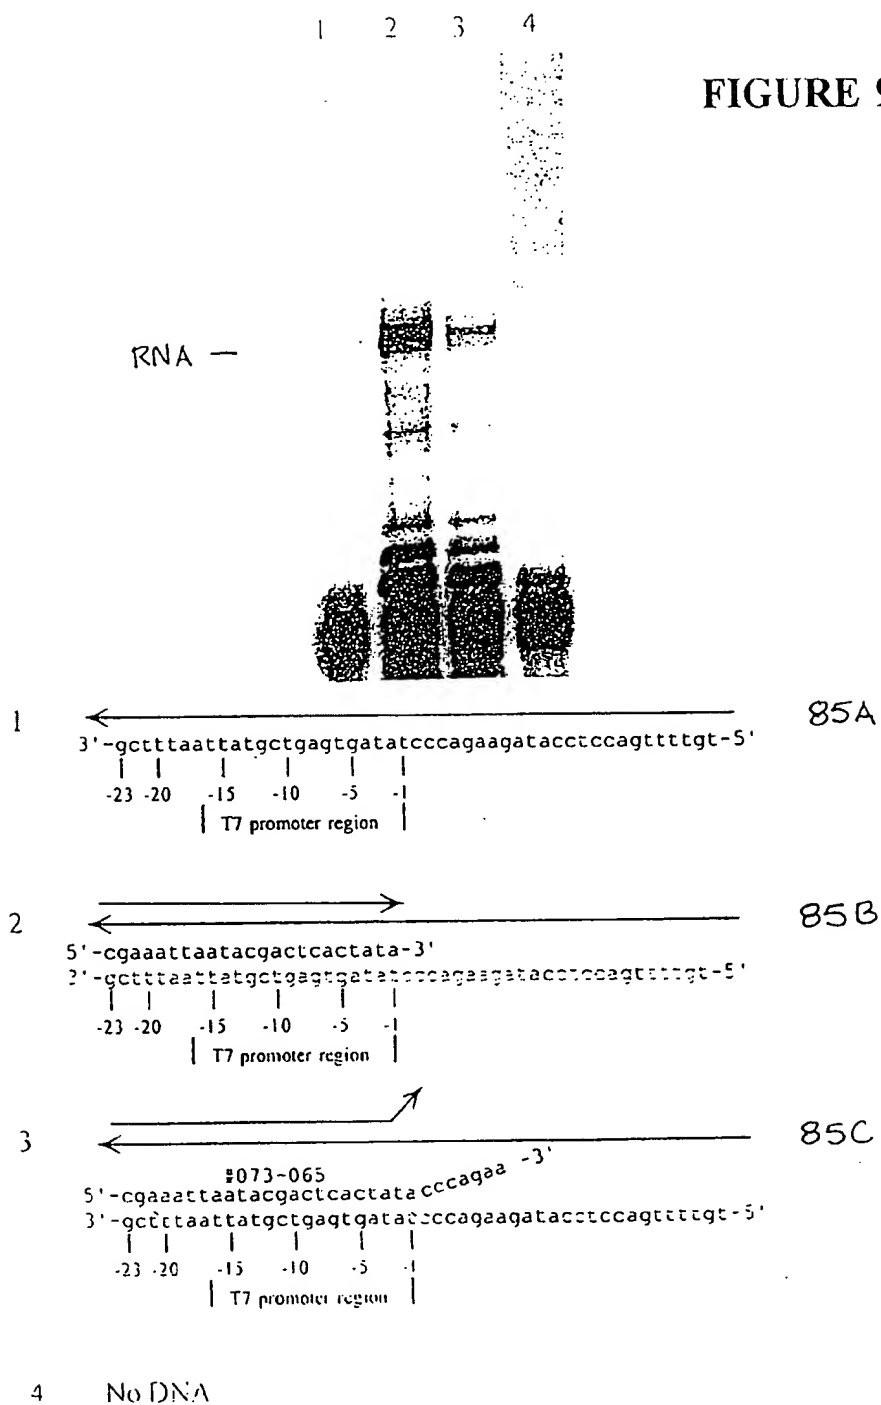 1 2 3 4
FIGURE 9
RNA —
1
85A
3'-gctttaattatgctgagtgatatcccagaagatacctccagttttgt-5'
-23 -20 -15 -10 -5 -1
T7 promoter region
2
85B
5'-cgaaattaatacgactcactata-3'
3'-gctttaattatgctgagtgatatcccagaagatacctccagttttgt-5'
-23 -20 -15 -10 -5 -1
T7 promoter region
3
85C
#073-065
5'-cgaaattaatacgactcactata cccagaa -3'
3'-gctttaattatgctgagtgatatcccagaagatacctccagttttgt-5'
-23 -20 -15 -10 -5 -1
T7 promoter region
4 No DNA